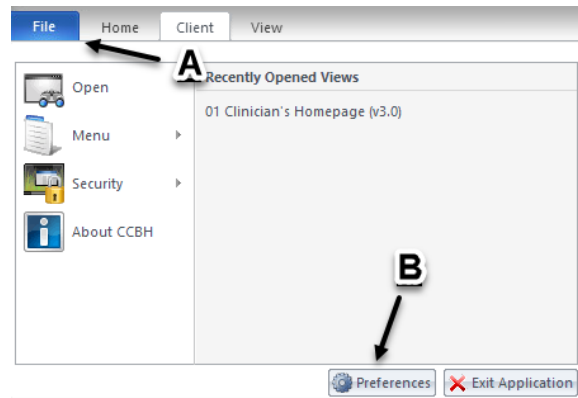 File Home Client View
A
Open
Menu
Security
About CCBH
Recently Opened Views
01 Clinician's Homepage (v3.0)
B
Preferences Exit Application